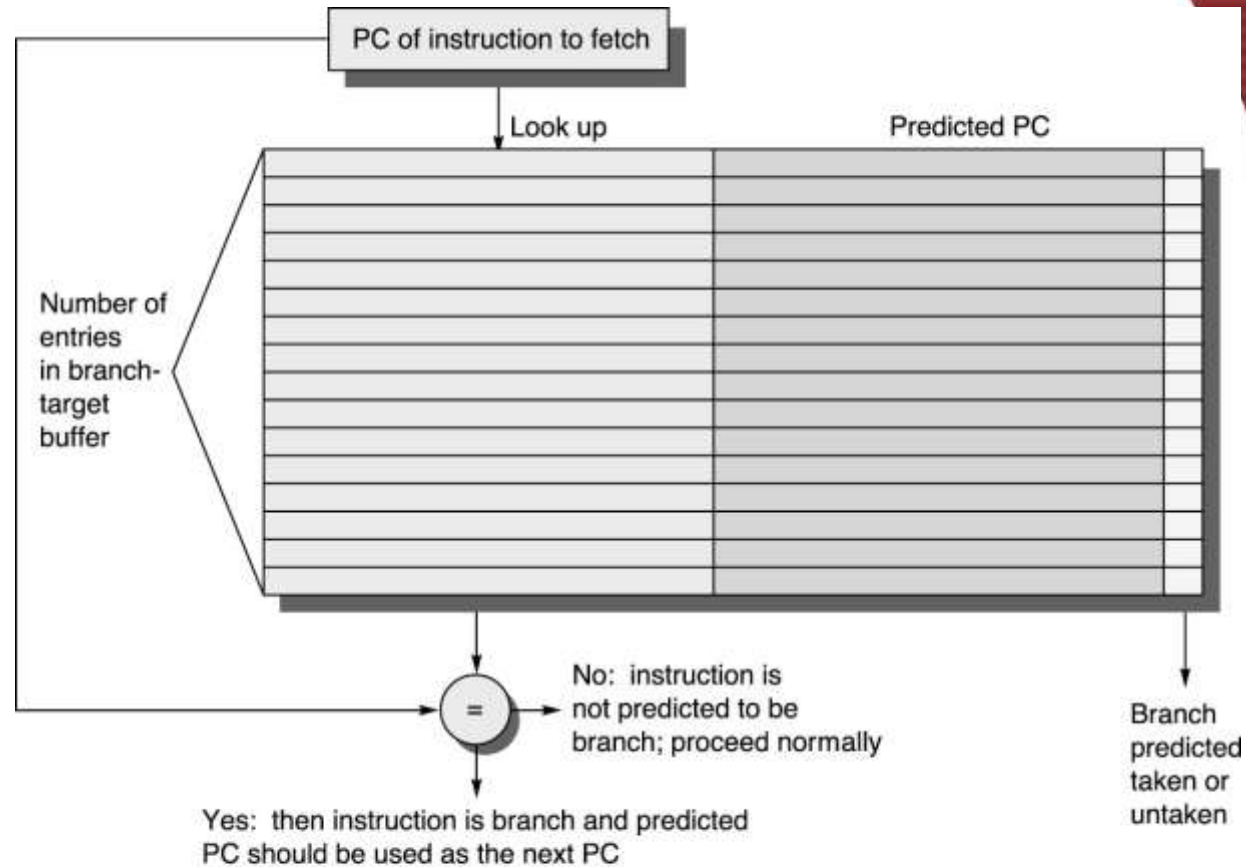 PC of instruction to fetch
Look up
Predicted PC
Number of
entries
in branch-
target
buffer
=
No: instruction is
not predicted to be
branch; proceed normally
Branch
predicted
taken or
untaken
Yes: then instruction is branch and predicted
PC should be used as the next PC